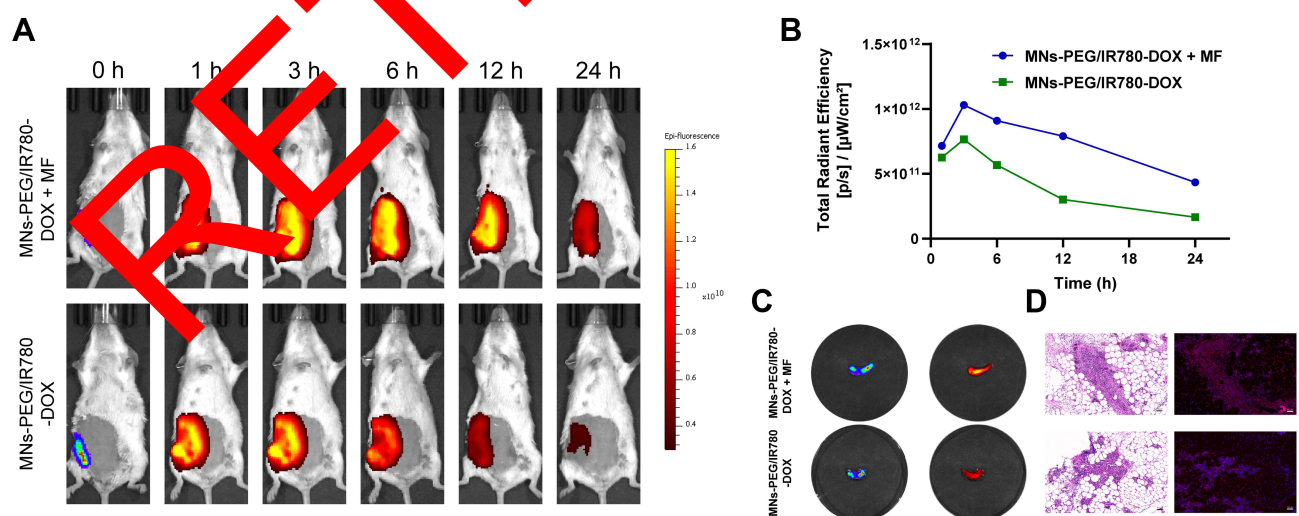 A
0 h 1 h 3 h 6 h 12 h 24 h
MNs-PEG/IR780-
DOX + MF
MNs-PEG/IR780
-DOX
Epi-fluorescence
1.6
1.4
1.2
1.0
x10^10
0.8
0.6
0.4
B
Total Radiant Efficiency
[p/s] / [µW/cm²]
1.5×10^12
1×10^12
5×10^11
0
0 6 12 18 24
Time (h)
MNs-PEG/IR780-DOX + MF
MNs-PEG/IR780-DOX
C
MNs-PEG/IR780-
DOX + MF
MNs-PEG/IR780
-DOX
D